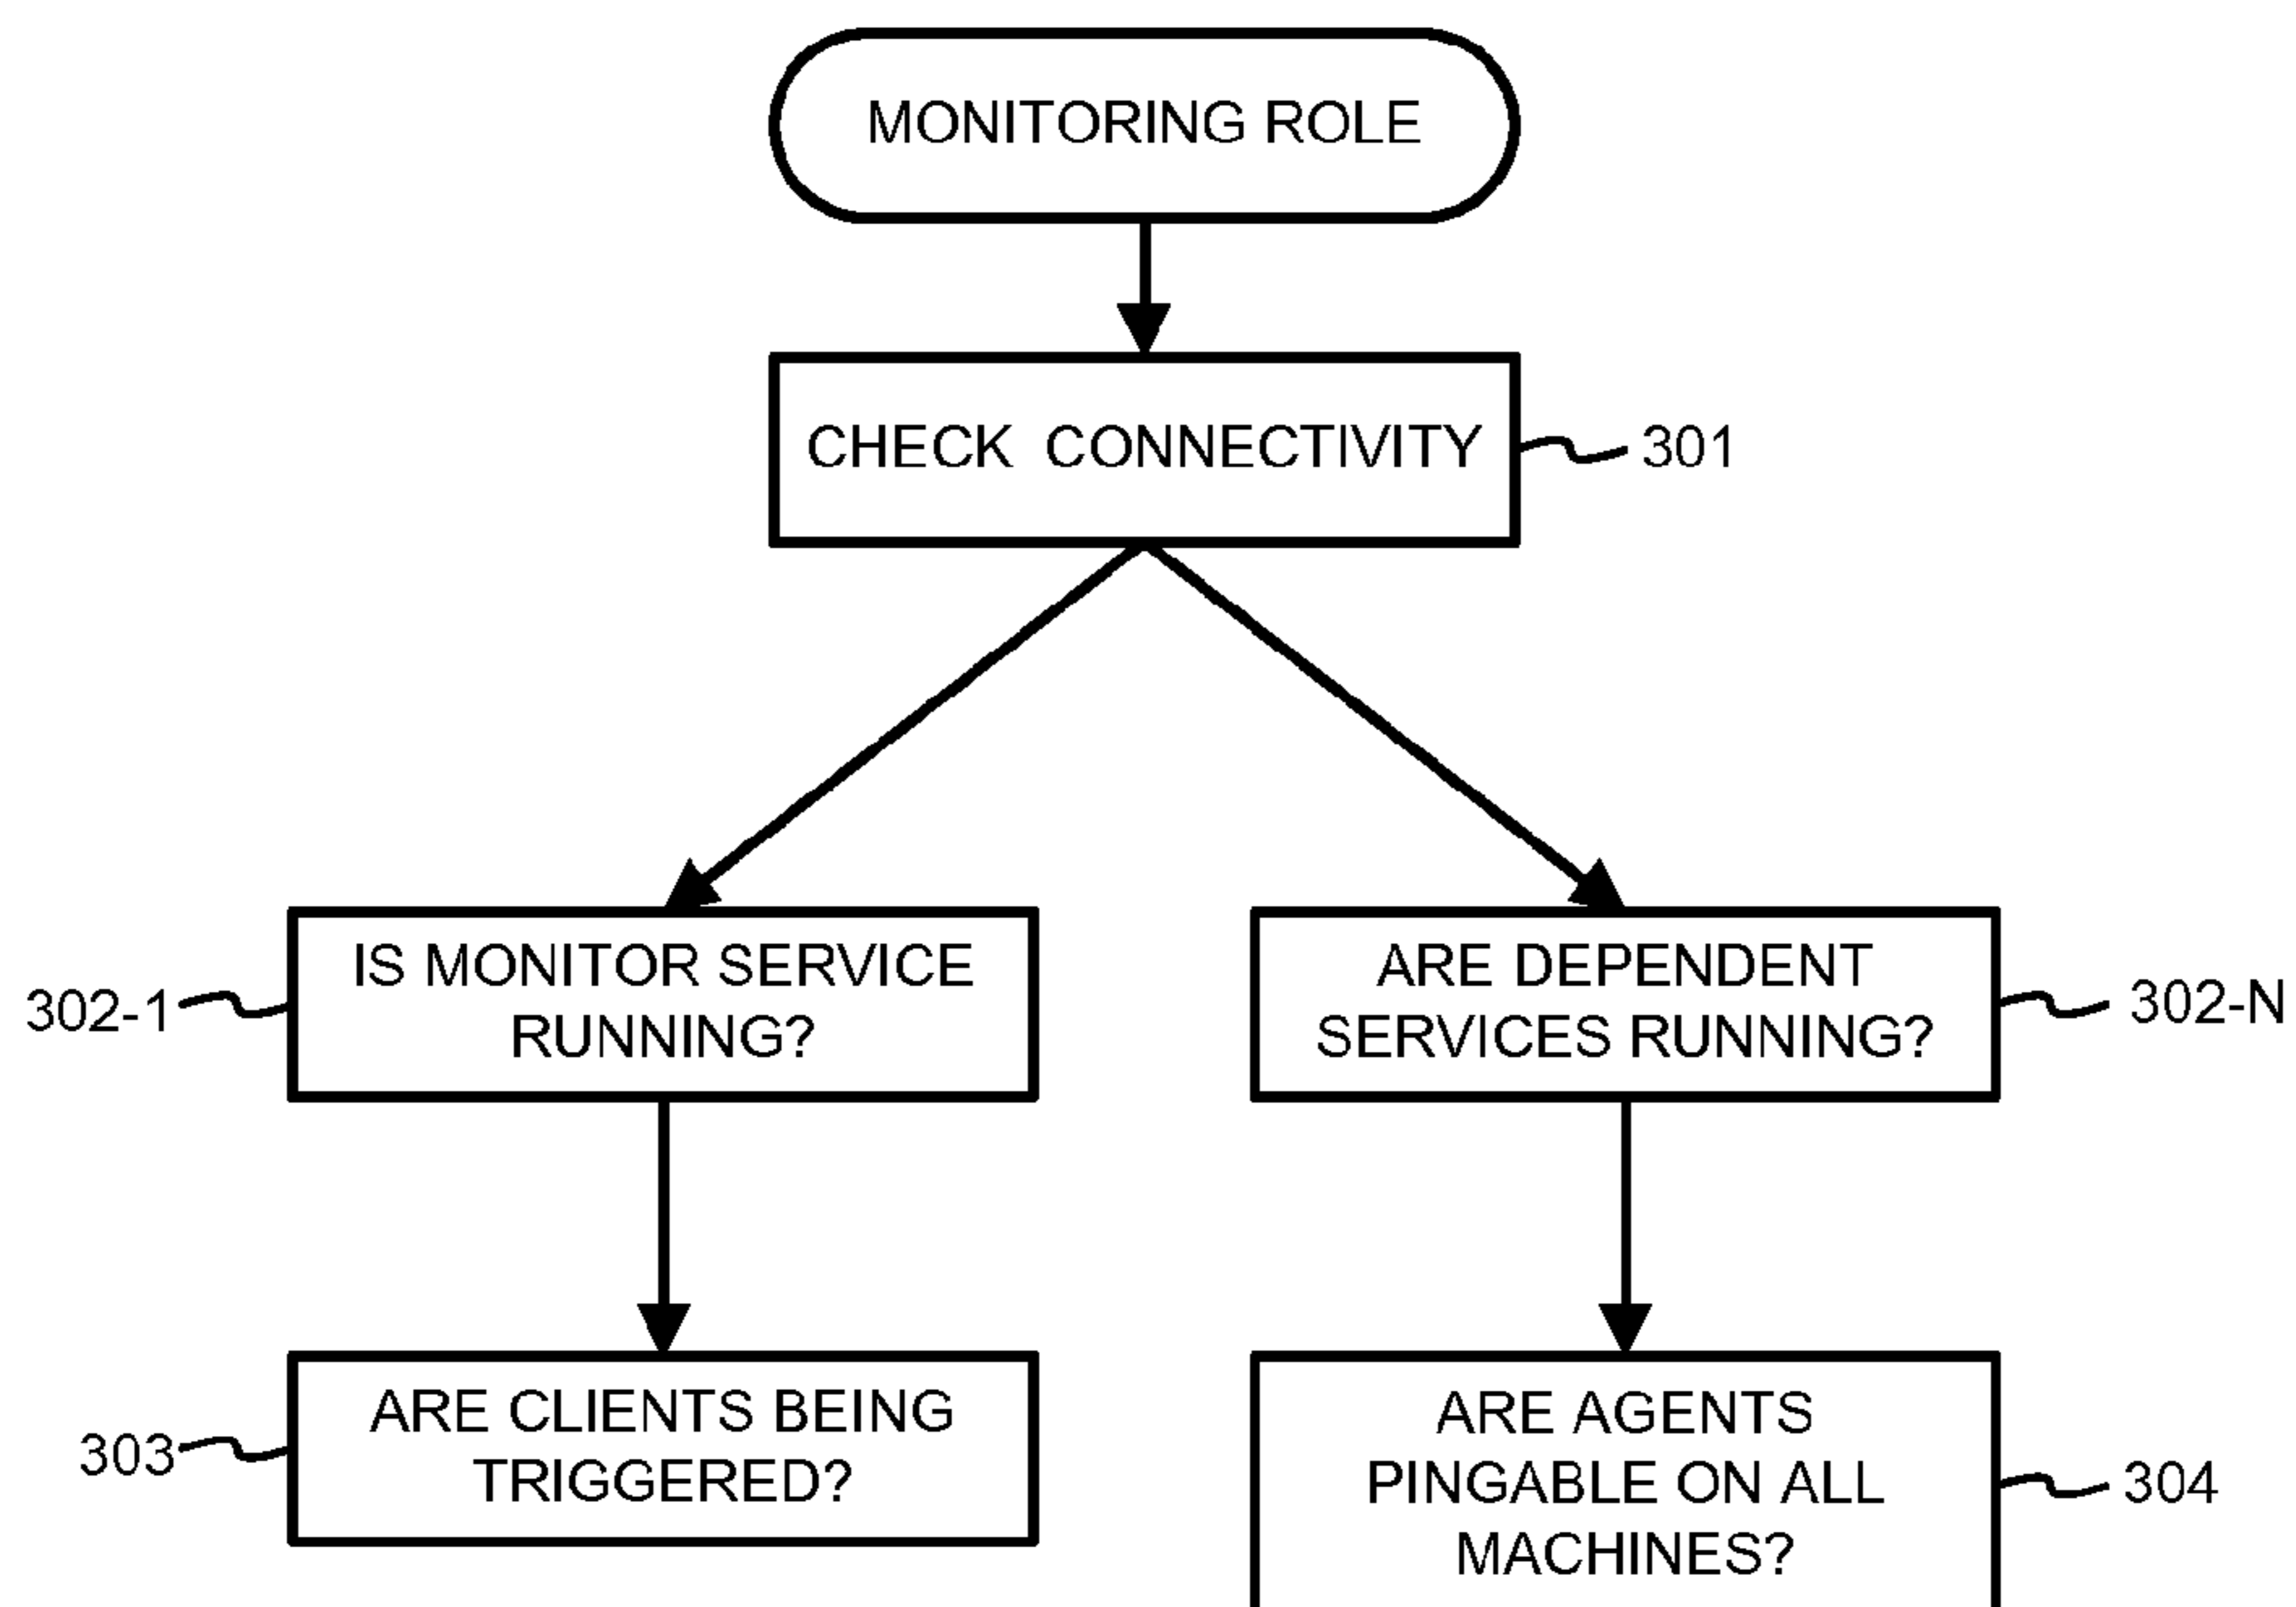 MONITORING ROLE
CHECK CONNECTIVITY
301
IS MONITOR SERVICE
RUNNING?
302-1
ARE DEPENDENT
SERVICES RUNNING?
302-N
ARE CLIENTS BEING
TRIGGERED?
303
ARE AGENTS
PINGABLE ON ALL
MACHINES?
304